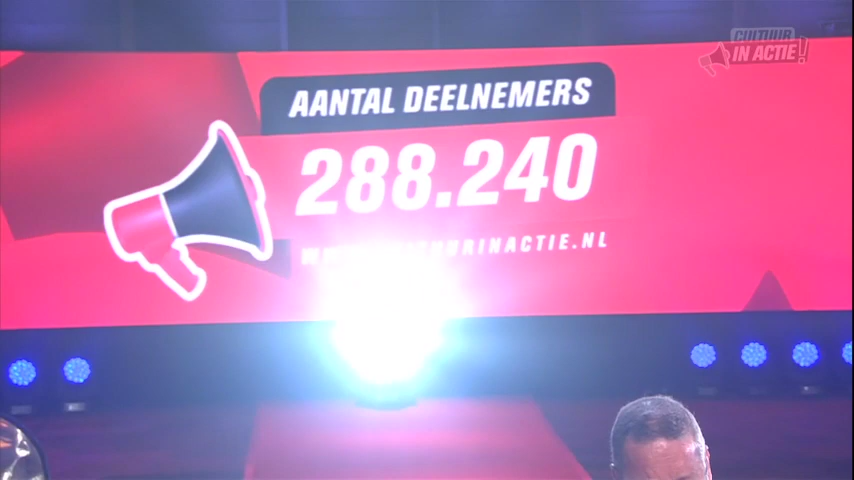 CULTUUR
IN ACTIE!
AANTAL DEELNEMERS
288.240